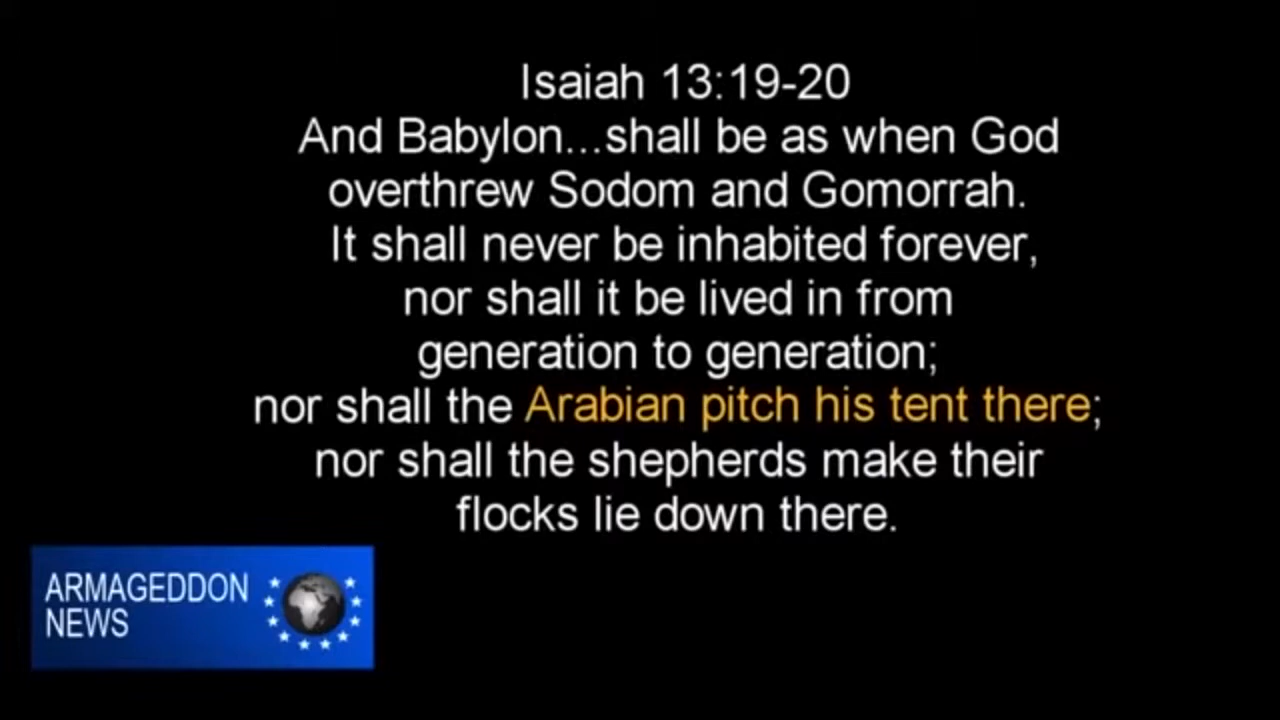 Isaiah 13:19-20
And Babylon...shall be as when God
overthrew Sodom and Gomorrah.
It shall never be inhabited forever,
nor shall it be lived in from
generation to generation;
nor shall the Arabian pitch his tent there;
nor shall the shepherds make their
flocks lie down there.
ARMAGEDDON
NEWS